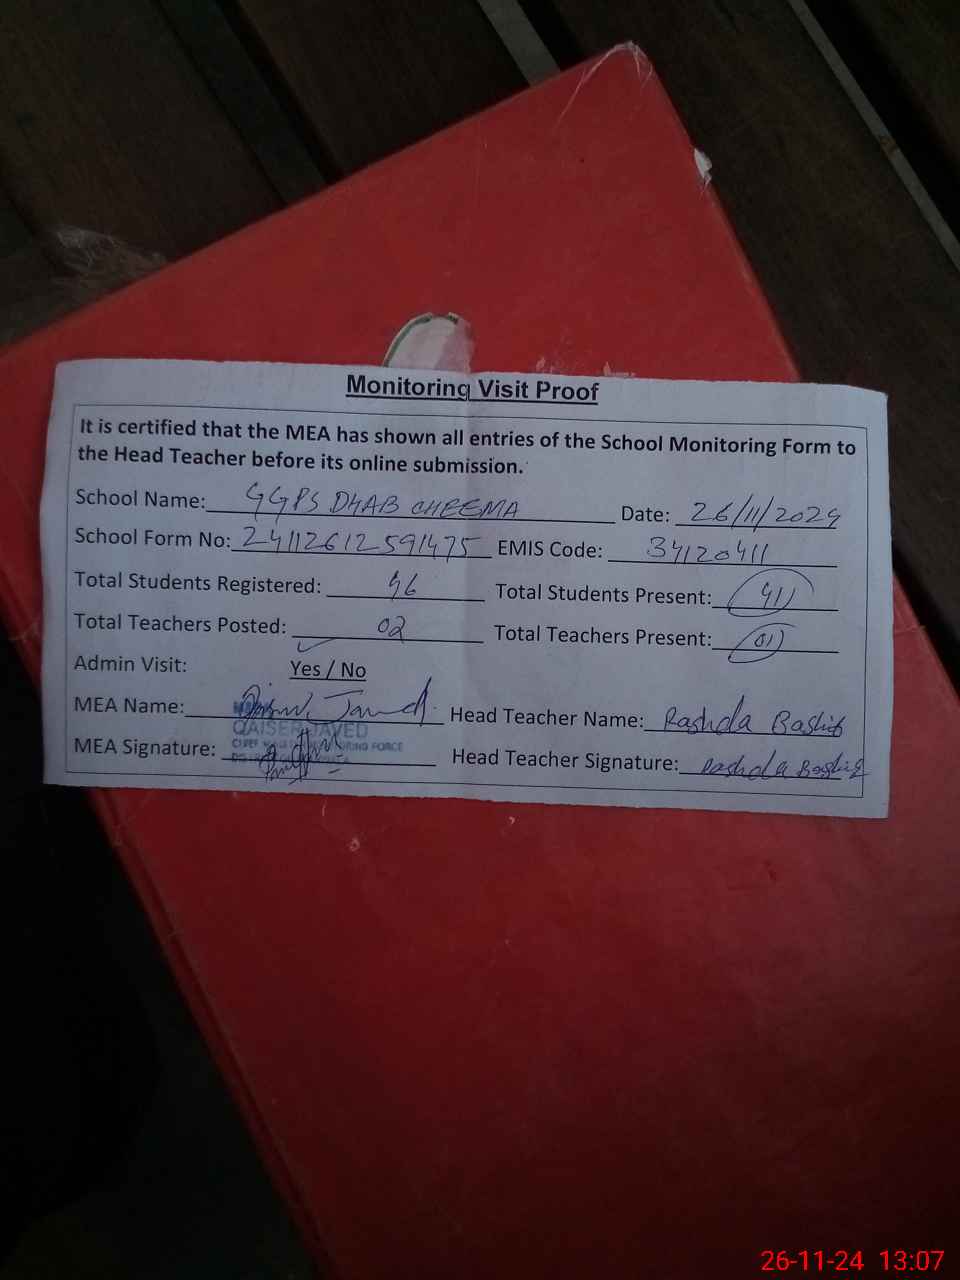 Monitoring Visit Proof
It is certified that the MEA has shown all entries of the School Monitoring Form to
the Head Teacher before its online submission.
School Name: GGPS DHAB CHEEMA Date: 26/11/2024
School Form No: 24112612591475 EMIS Code: 34120411
Total Students Registered: 46 Total Students Present: 41
Total Teachers Posted: 02 Total Teachers Present: 01
Admin Visit: Yes / No
MEA Name: Javed Head Teacher Name: Rashda Bashir
QAISER JAVED
MEA Signature: Head Teacher Signature: Rashda Bashir
FORCE
26-11-24 13:07